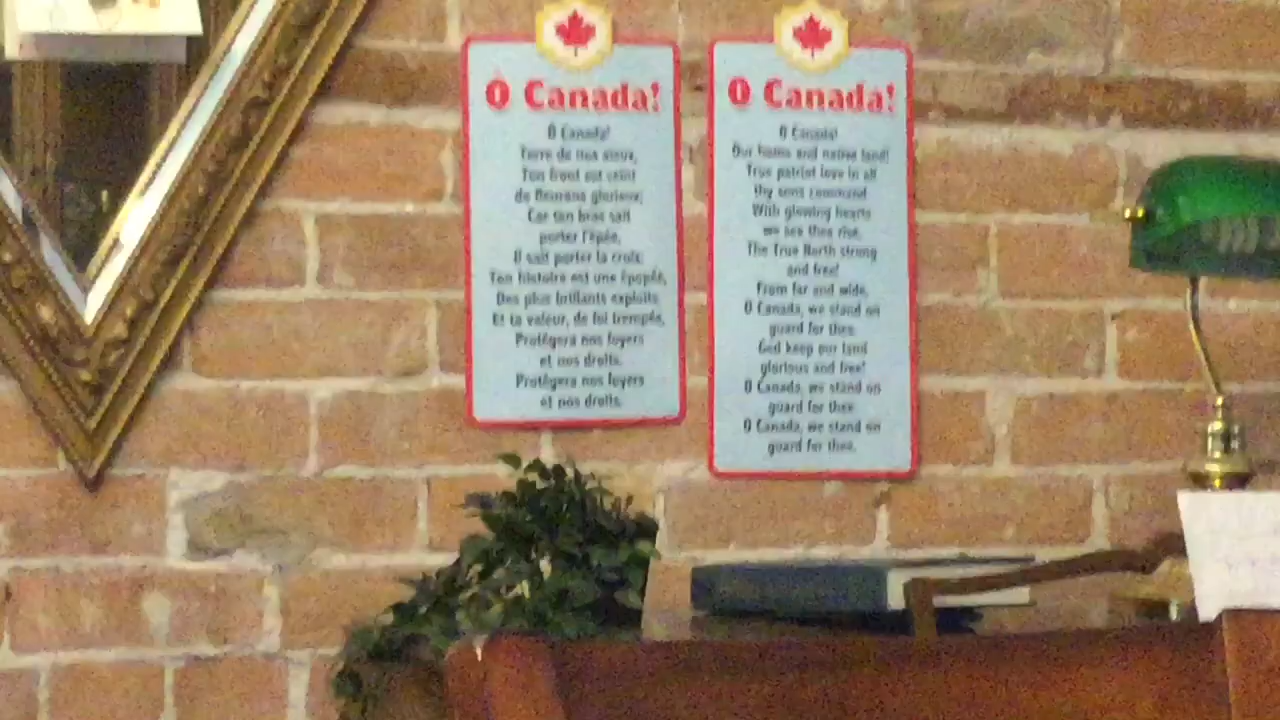 Ô Canada!
Ô Canada!
Terre de nos aïeux,
Ton front est ceint
de fleurons glorieux;
Car ton bras sait
porter l'épée,
Il sait porter la croix.
Ton histoire est une épopée,
Des plus brillants exploits.
Et ta valeur, de foi trempée,
Protégera nos foyers
et nos droits.
Protégera nos foyers
et nos droits.
O Canada!
O Canada!
Our home and native land!
True patriot love in all
thy sons command.
With glowing hearts
we see thee rise,
The True North strong
and free!
From far and wide,
O Canada, we stand on
guard for thee.
God keep our land
glorious and free!
O Canada, we stand on
guard for thee.
O Canada, we stand on
guard for thee.